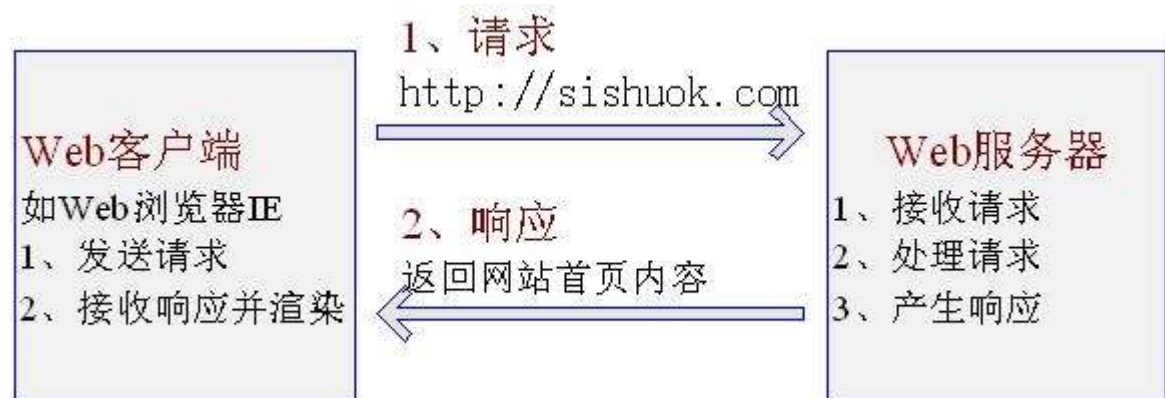 1、请求
http://sishuok.com
Web客户端
如Web浏览器IE
1、发送请求
2、接收响应并渲染
2、响应
返回网站首页内容
Web服务器
1、接收请求
2、处理请求
3、产生响应